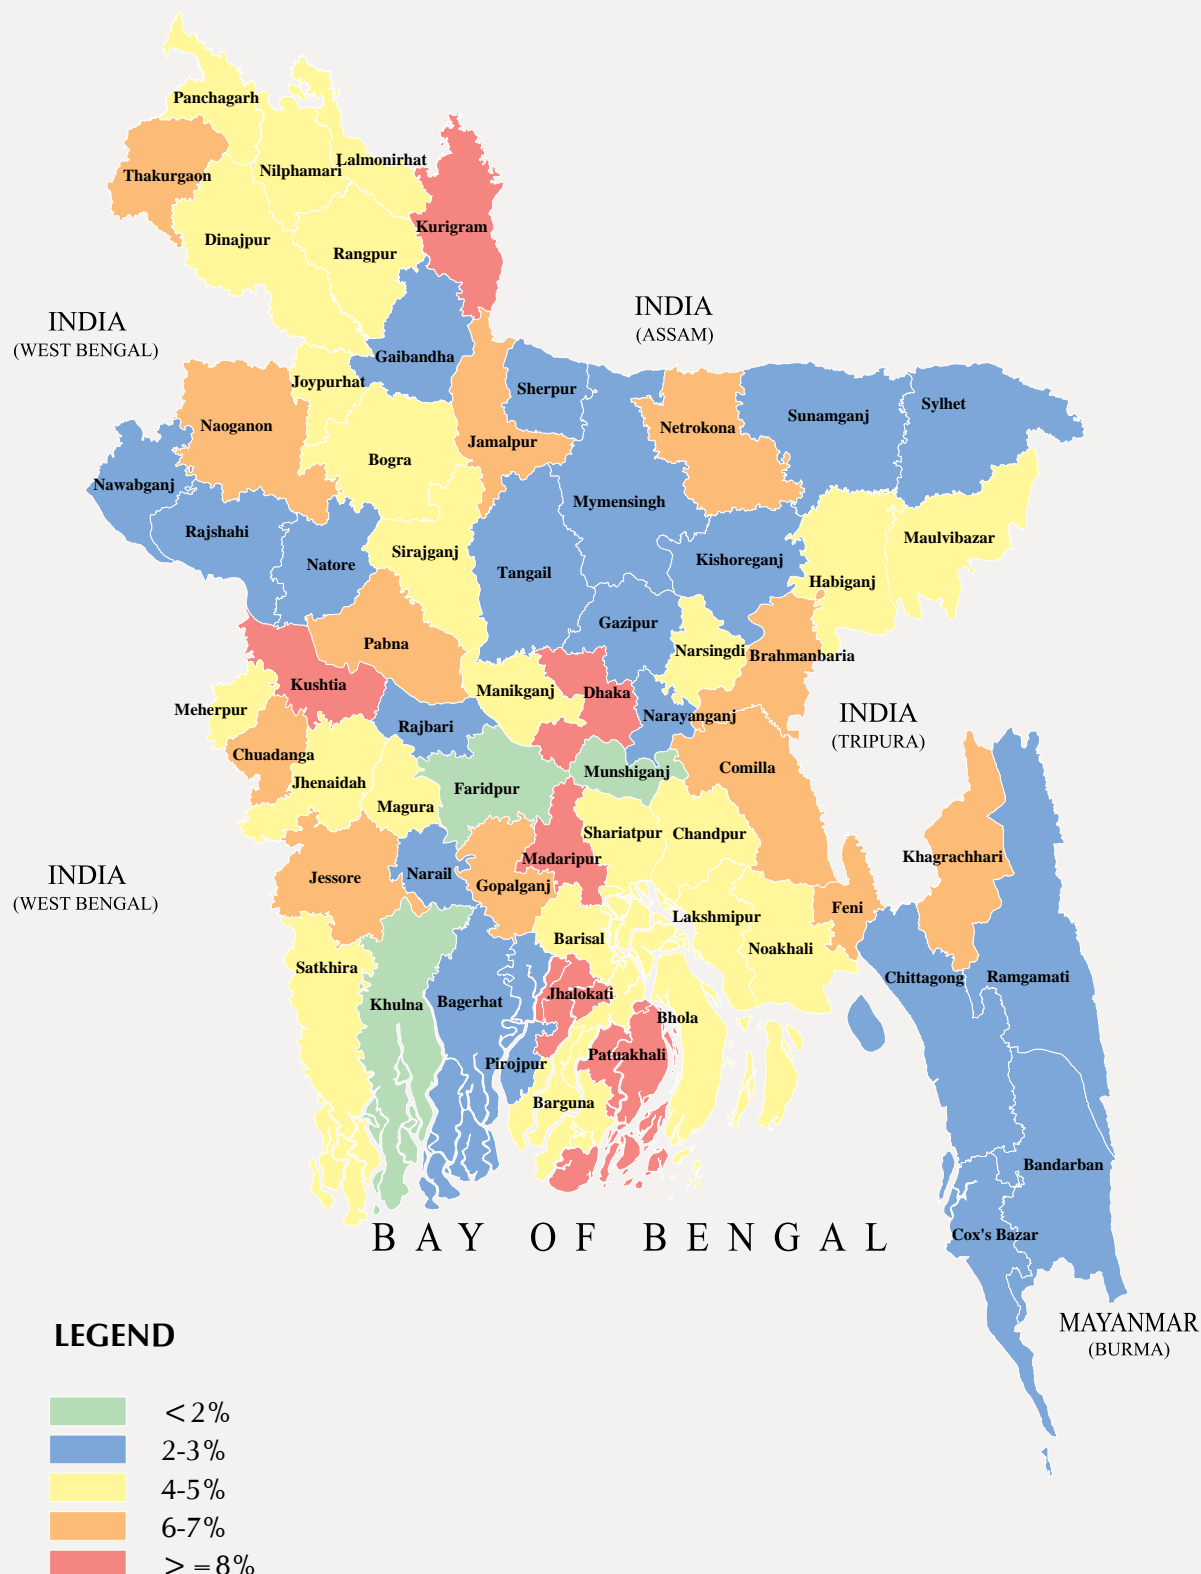 Panchagarh
Lalmonirhat
Nilphamari
Thakurgaon
Kurigram
Dinajpur
Rangpur
INDIA
(ASSAM)
INDIA
(WEST BENGAL)
Gaibandha
Joypurhat
Sherpur
Sylhet
Sunamganj
Naoganon
Netrokona
Jamalpur
Bogra
Nawabganj
Mymensingh
Rajshahi
Maulvibazar
Sirajganj
Kishoreganj
Natore
Tangail
Habiganj
Gazipur
Pabna
Narsingdi
Brahmanbaria
Kushtia
Manikganj
Dhaka
Meherpur
Narayanganj
INDIA
(TRIPURA)
Rajbari
Chuadanga
Comilla
Munshiganj
Jhenaidah
Faridpur
Magura
Shariatpur
Chandpur
Khagrachhari
Madaripur
INDIA
(WEST BENGAL)
Jessore
Narail
Gopalganj
Feni
Lakshmipur
Barisal
Noakhali
Satkhira
Chittagong
Ramgamati
Jhalokati
Khulna
Bagerhat
Bhola
Patuakhali
Pirojpur
Barguna
Bandarban
BAY OF BENGAL
Cox's Bazar
MAYANMAR
(BURMA)
LEGEND
<2%
2-3%
4-5%
6-7%
>=8%